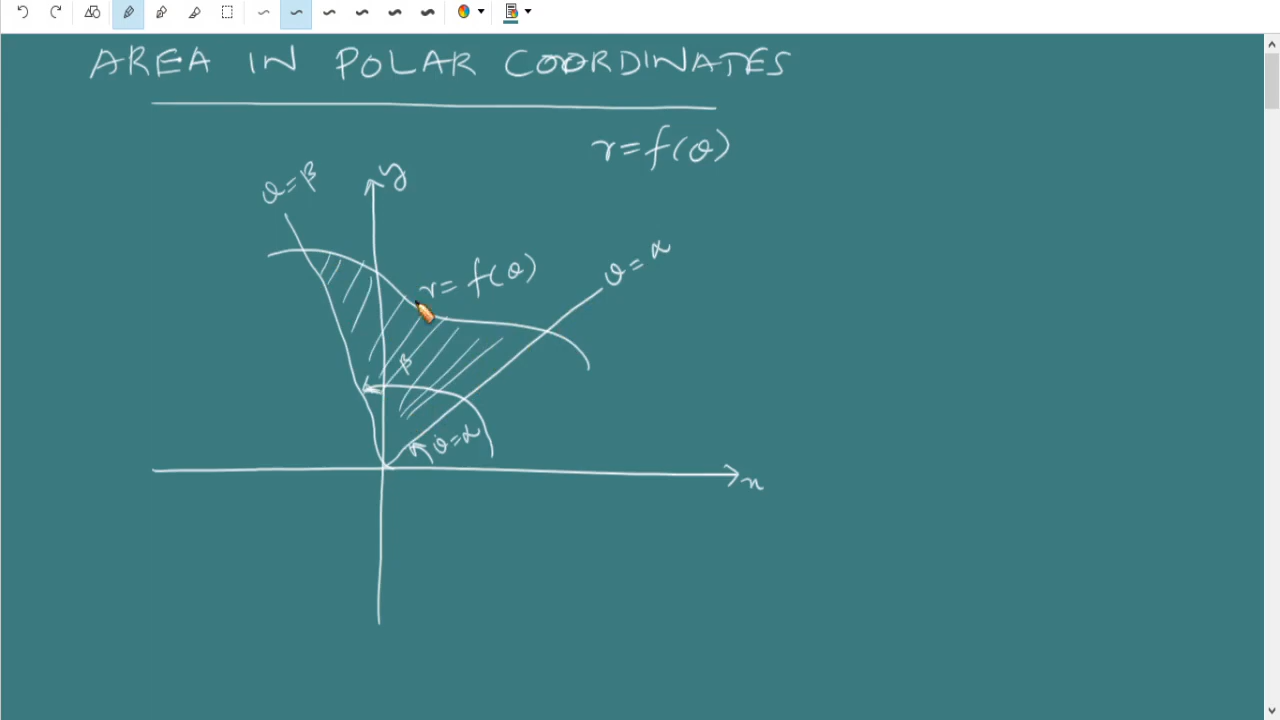 AREA IN POLAR COORDINATES
r=f(θ)
y
θ=β
r=f(θ)
θ=α
β
θ=α
x